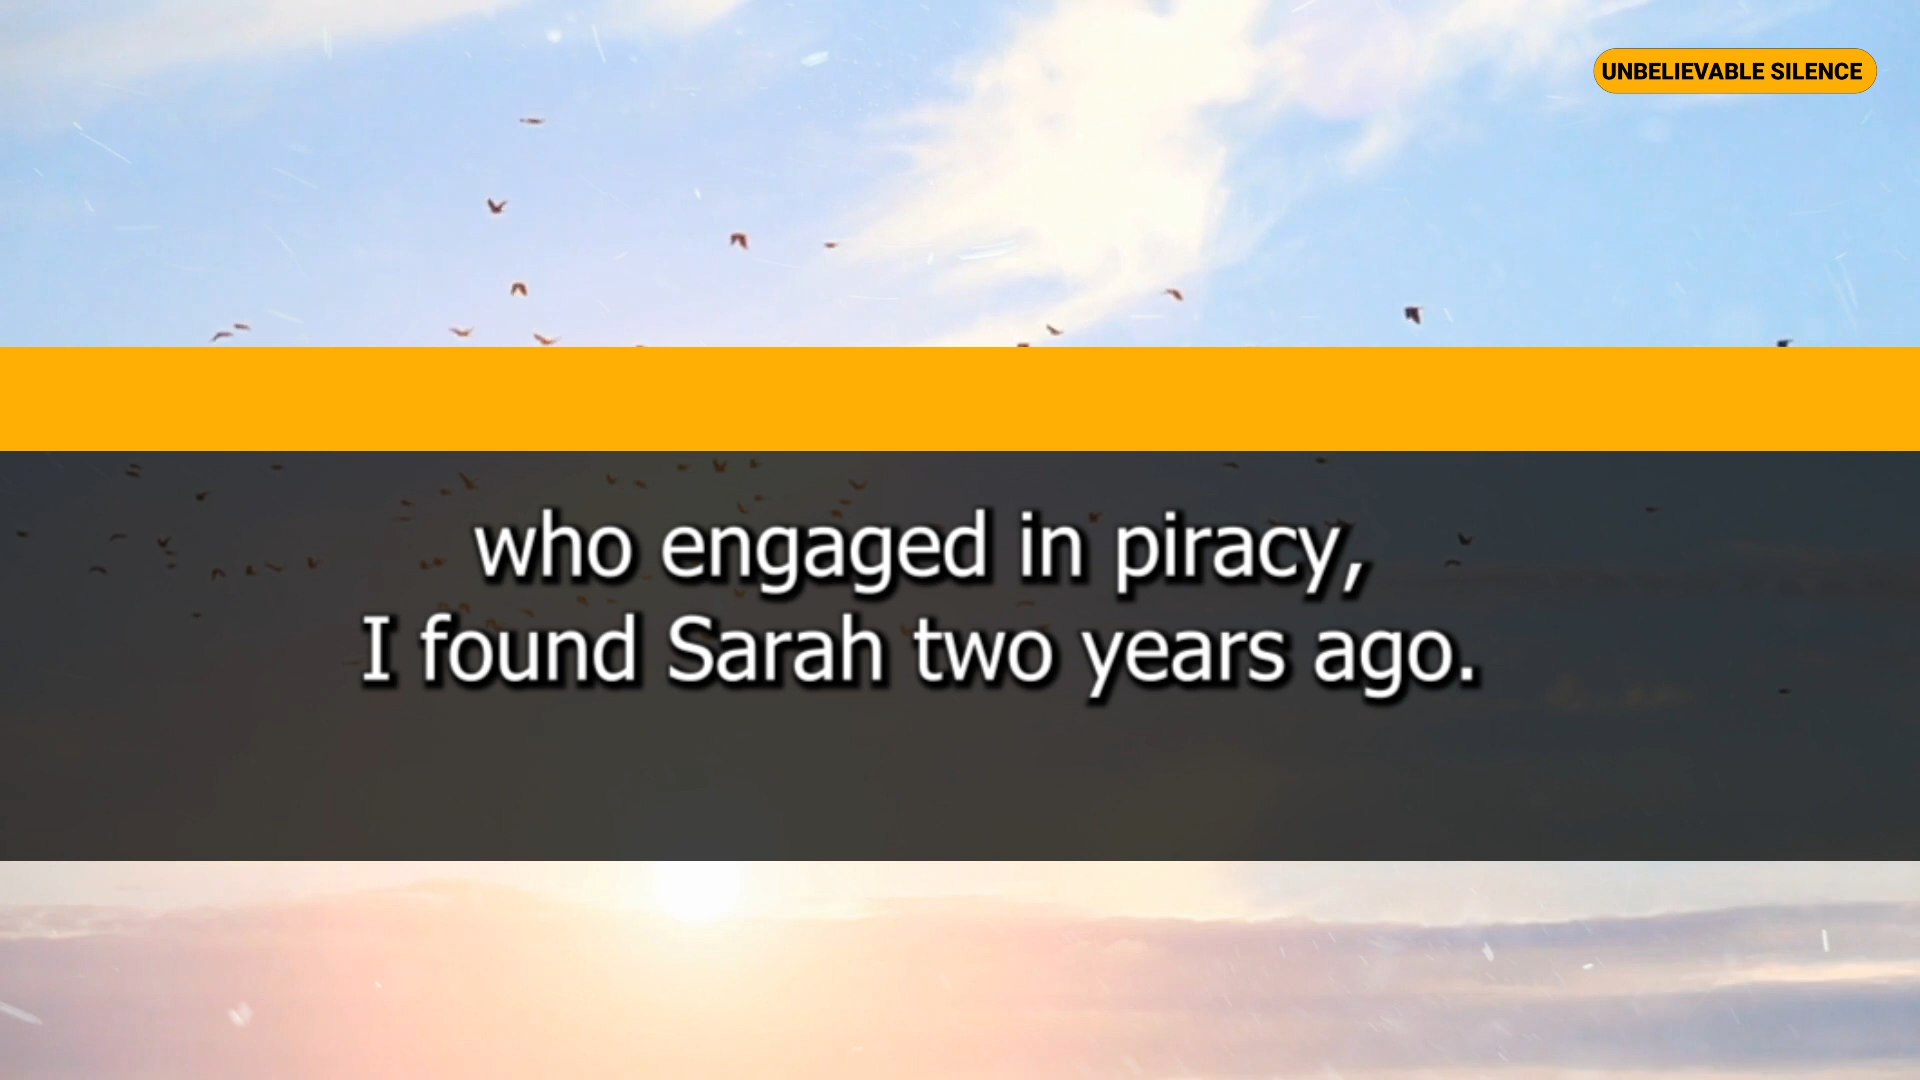 UNBELIEVABLE SILENCE
who engaged in piracy,
I found Sarah two years ago.